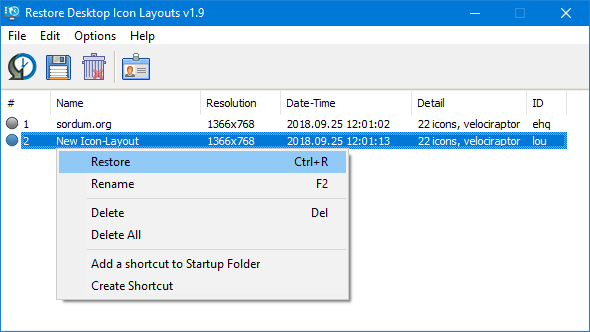 Restore Desktop Icon Layouts v1.9
File Edit Options Help
# Name Resolution Date-Time Detail ID
1 sordum.org 1366x768 2018.09.25 12:01:02 22 icons, velociraptor ehq
2 New Icon-Layout 1366x768 2018.09.25 12:01:13 22 icons, velociraptor lou
Restore Ctrl+R
Rename F2
Delete Del
Delete All
Add a shortcut to Startup Folder
Create Shortcut